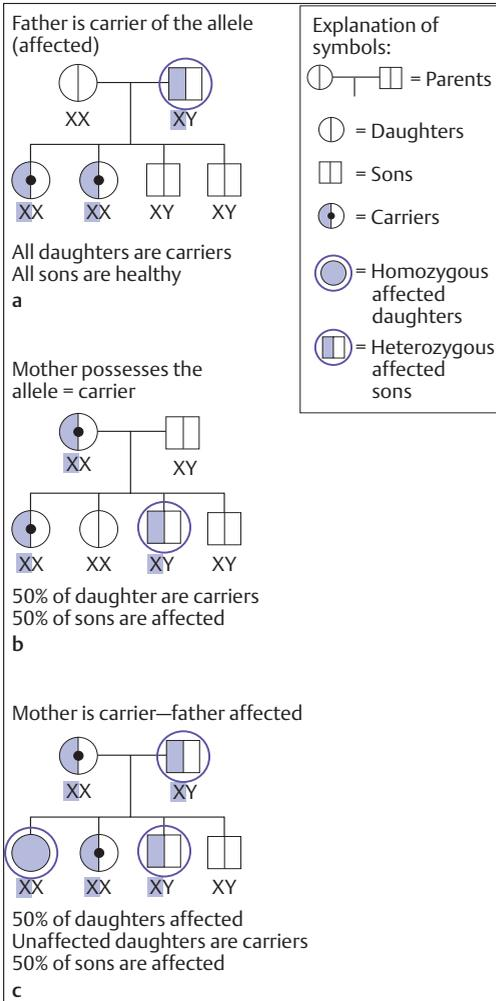 Father is carrier of the allele
(affected)
XX
XY
XX
XX
XY
XY
All daughters are carriers
All sons are healthy
a
Mother possesses the
allele = carrier
XX
XY
XX
XX
XY
XY
50% of daughter are carriers
50% of sons are affected
b
Mother is carrier—father affected
XX
XY
XX
XX
XY
XY
50% of daughters affected
Unaffected daughters are carriers
50% of sons are affected
c
Explanation of
symbols:
= Parents
= Daughters
= Sons
= Carriers
= Homozygous
affected
daughters
= Heterozygous
affected
sons